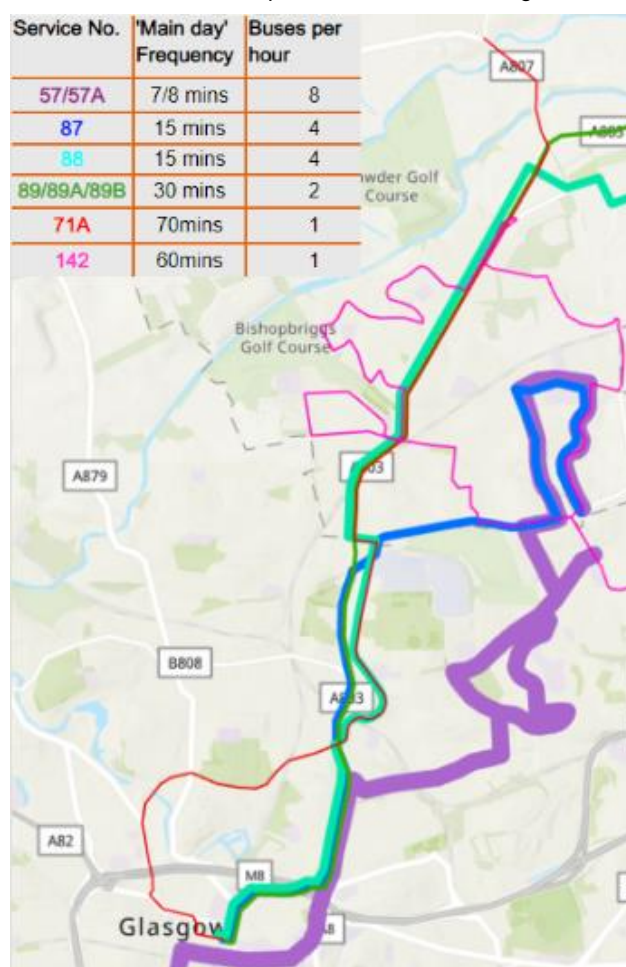 Service No. 'Main day' Buses per
Frequency hour
57/57A 7/8 mins 8
87 15 mins 4
88 15 mins 4
89/89A/89B 30 mins 2
71A 70mins 1
142 60mins 1
A807
A803
wder Golf
Course
Bishopbriggs
Golf Course
A879
B808
A82
M8
Glasgow